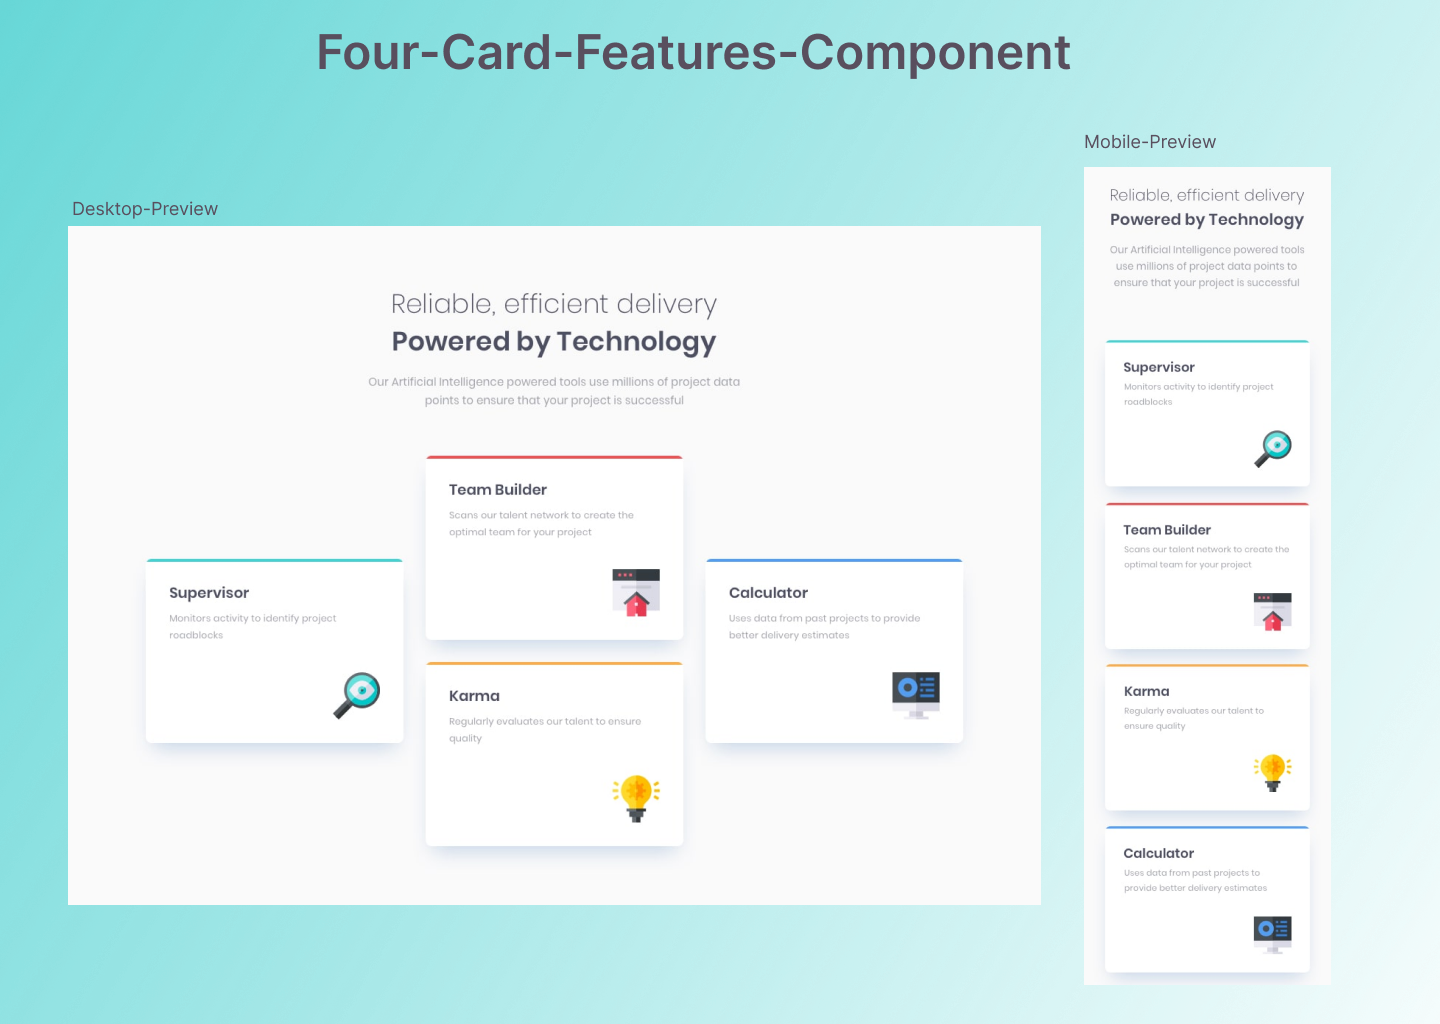 Four-Card-Features-Component
Desktop-Preview
Reliable, efficient delivery
Powered by Technology
Our Artificial Intelligence powered tools use millions of project data
points to ensure that your project is successful
Supervisor
Monitors activity to identify project
roadblocks
Team Builder
Scans our talent network to create the
optimal team for your project
Karma
Regularly evaluates our talent to ensure
quality
Calculator
Uses data from past projects to provide
better delivery estimates
Mobile-Preview
Reliable, efficient delivery
Powered by Technology
Our Artificial Intelligence powered tools
use millions of project data points to
ensure that your project is successful
Supervisor
Monitors activity to identify project
roadblocks
Team Builder
Scans our talent network to create the
optimal team for your project
Karma
Regularly evaluates our talent to
ensure quality
Calculator
Uses data from past projects to
provide better delivery estimates